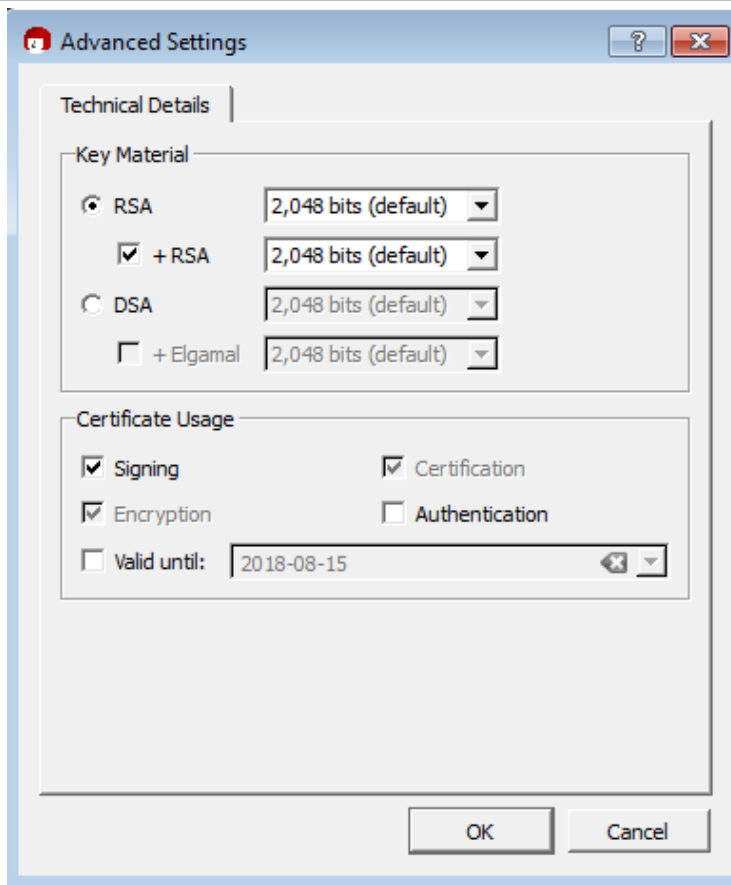 Advanced Settings
Technical Details
Key Material
RSA 2,048 bits (default)
+ RSA 2,048 bits (default)
DSA 2,048 bits (default)
+ Elgamal 2,048 bits (default)
Certificate Usage
Signing Certification
Encryption Authentication
Valid until: 2018-08-15
OK Cancel